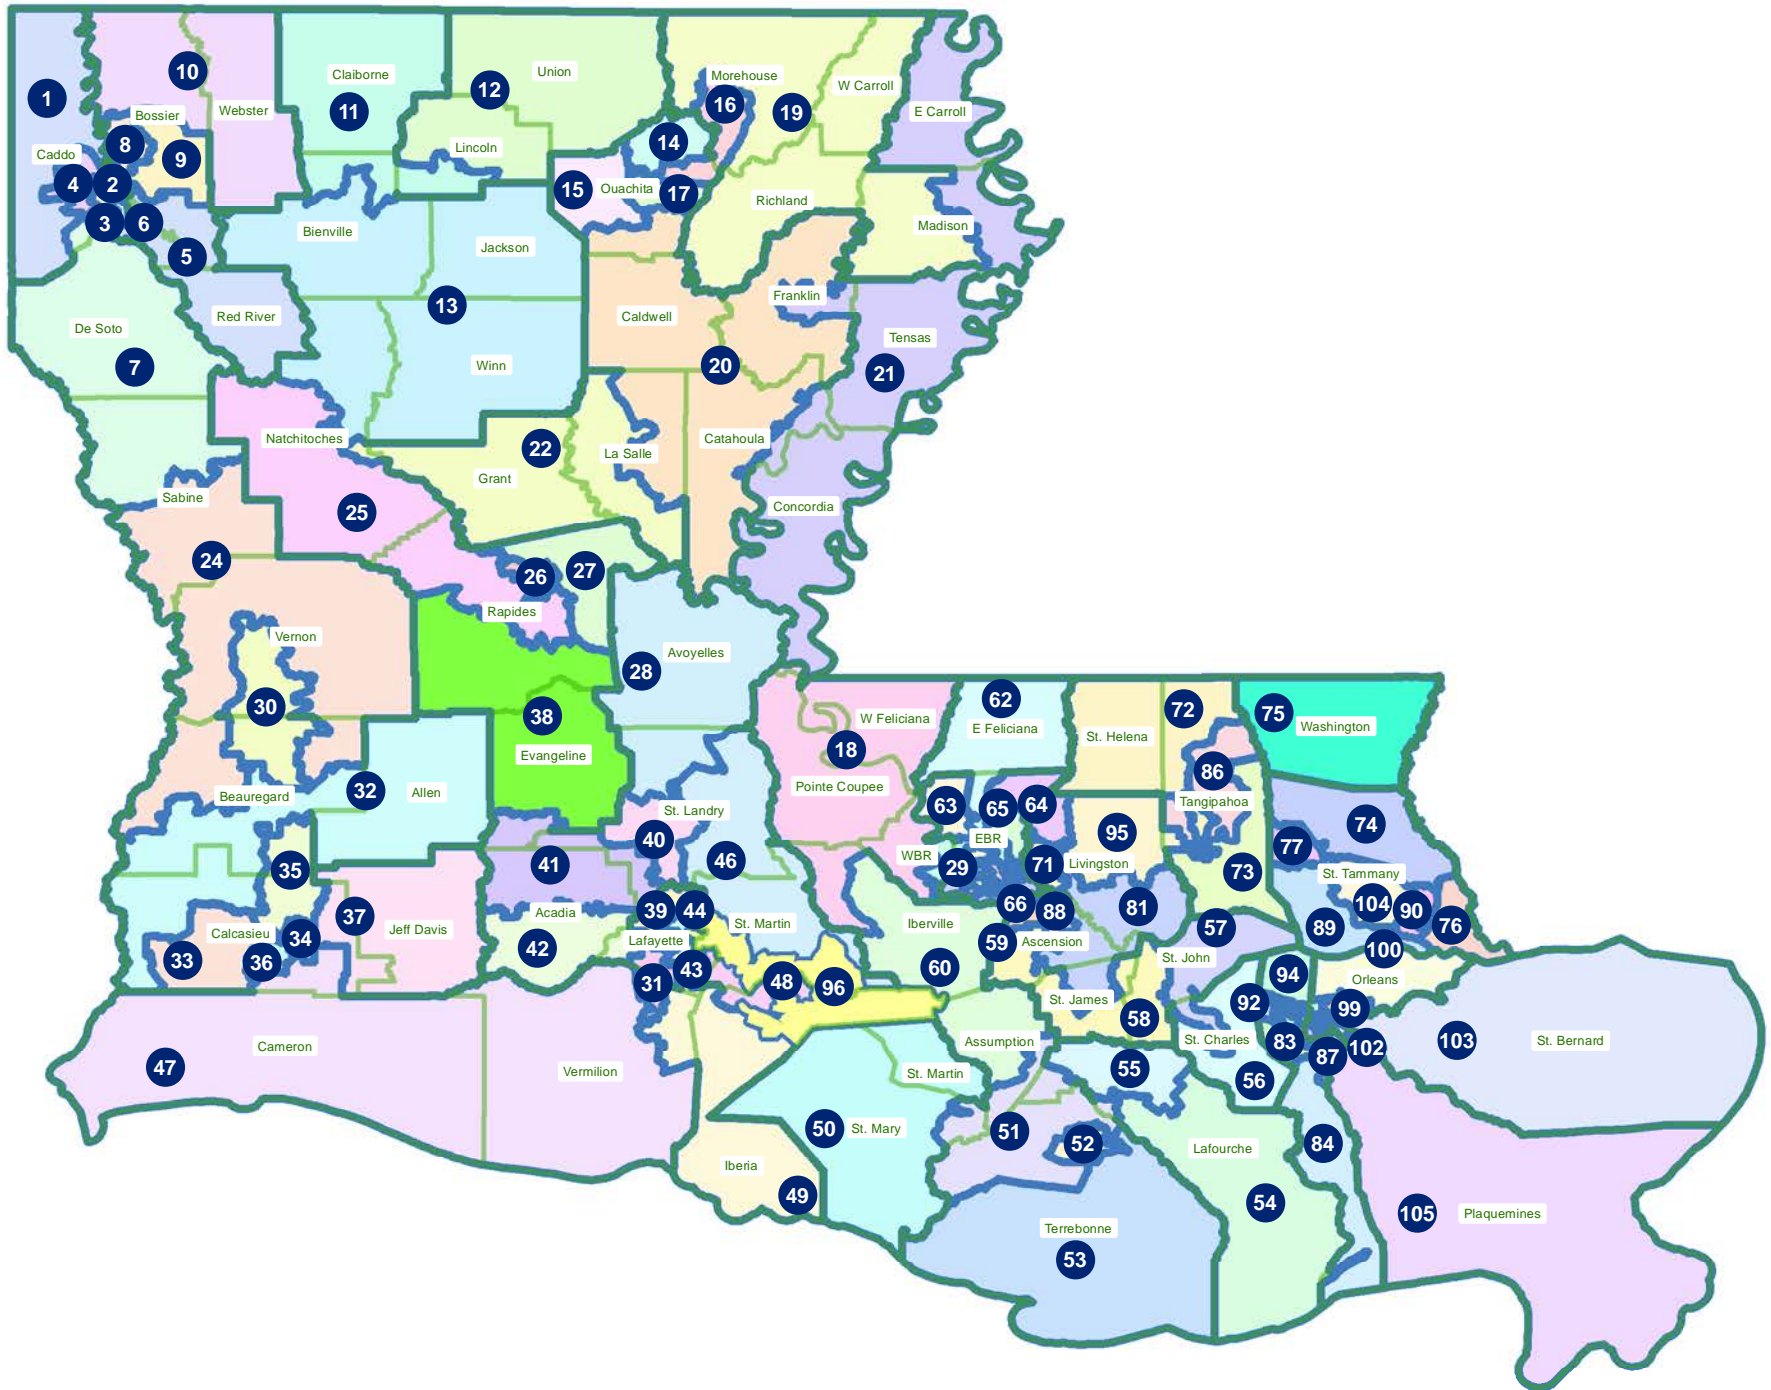 10
Claiborne
Union
Morehouse
W Carroll
1
12
16
19
Bossier
Webster
11
E Carroll
8
14
Lincoln
Caddo
9
4
2
15
Ouachita
17
Richland
3
6
Bienville
Madison
5
Jackson
Franklin
13
Red River
Caldwell
De Soto
Tensas
7
Winn
20
21
Natchitoches
22
La Salle
Catahoula
Grant
Sabine
25
Concordia
24
26
27
Rapides
Vernon
Avoyelles
28
30
38
62
W Feliciana
E Feliciana
72
75
Washington
St. Helena
18
Evangeline
86
Pointe Coupee
32
Allen
Beauregard
Tangipahoa
St. Landry
63
65
64
95
74
40
EBR
77
41
46
WBR
29
71
Livingston
73
St. Tammany
35
39
44
66
88
81
104
90
37
Acadia
St. Martin
Iberville
57
89
76
Jeff Davis
Calcasieu
34
42
Lafayette
59
Ascension
100
33
36
43
60
St. John
94
Orleans
31
48
96
St. James
92
99
58
Assumption
St. Charles
83
102
103
St. Bernard
Cameron
87
47
Vermilion
St. Martin
55
56
50
St. Mary
51
52
Lafourche
84
Iberia
49
54
105
Plaquemines
Terrebonne
53